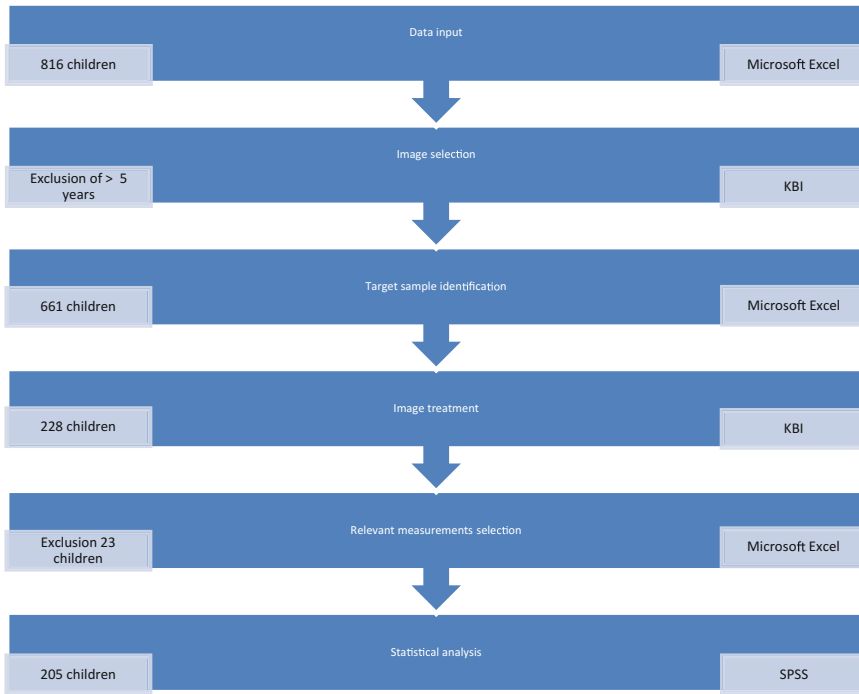 Data input
816 children
Microsoft Excel
Image selection
Exclusion of > 5
years
KBI
Target sample identification
661 children
Microsoft Excel
Image treatment
228 children
KBI
Relevant measurements selection
Exclusion 23
children
Microsoft Excel
Statistical analysis
205 children
SPSS